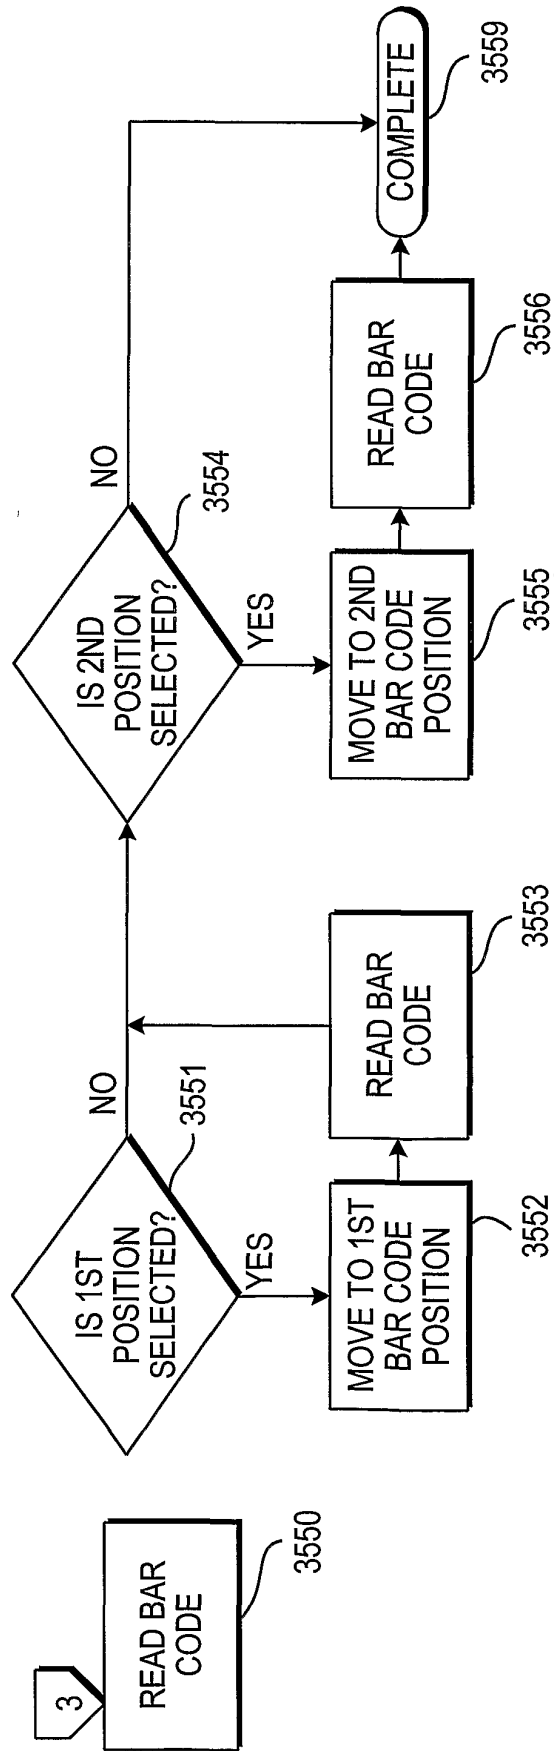 3
READ BAR
CODE
3550
IS 1ST
POSITION
SELECTED?
3551
NO
YES
MOVE TO 1ST
BAR CODE
POSITION
3552
READ BAR
CODE
3553
IS 2ND
POSITION
SELECTED?
3554
NO
YES
MOVE TO 2ND
BAR CODE
POSITION
3555
READ BAR
CODE
3556
COMPLETE
3559